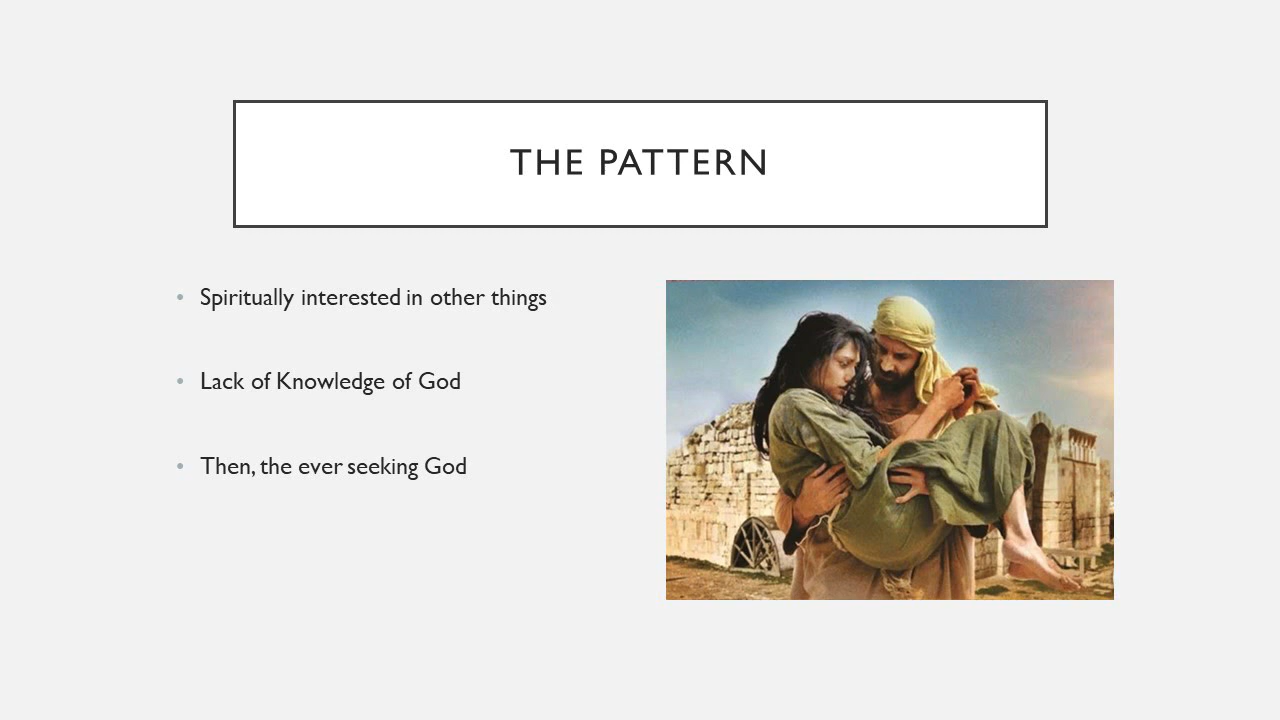 THE PATTERN
• Spiritually interested in other things
• Lack of Knowledge of God
• Then, the ever seeking God